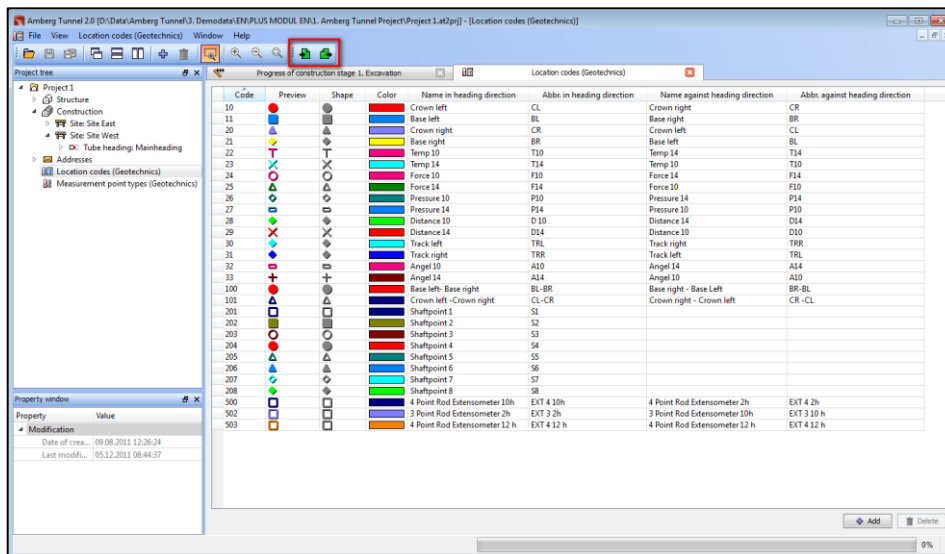 Amberg Tunnel 2.0 [D:\Data\Amberg\Tunnel\3. Demodata\EN\PLUS MODUL EN\1. Amberg Tunnel Project\Project 1.at2prj] - [Location codes (Geotechnics)]
File View Location codes (Geotechnics) Window Help
Project tree
Progress of construction stage 1. Excavation Location codes (Geotechnics)
Project 1
Structure
Construction
Site: Site East
Site: Site West
Tube heading: Mainheading
Addresses
Location codes (Geotechnics)
Measurement point types (Geotechnics)
Code Preview Shape Color Name in heading direction Abbr. in heading direction Name against heading direction Abbr. against heading direction
10 Crown left CL Crown right CR
11 Base left BL Base right BR
20 Crown right CR Crown left CL
21 Base right BR Base left BL
22 Temp 10 T10 Temp 14 T14
23 Temp 14 T14 Temp 10 T10
24 Force 10 F10 Force 14 F14
25 Force 14 F14 Force 10 F10
26 Pressure 10 P10 Pressure 14 P14
27 Pressure 14 P14 Pressure 10 P10
28 Distance 10 D 10 Distance 14 D14
29 Distance 14 D14 Distance 10 D10
30 Track left TRL Track right TRR
31 Track right TRR Track left TRL
32 Angel 10 A10 Angel 14 A14
33 Angel 14 A14 Angel 10 A10
100 Base left- Base right BL-BR Base right - Base Left BR-BL
101 Crown left -Crown right CL-CR Crown right - Crown left CR -CL
201 Shaftpoint 1 S1
202 Shaftpoint 2 S2
203 Shaftpoint 3 S3
204 Shaftpoint 4 S4
205 Shaftpoint 5 S5
206 Shaftpoint 6 S6
207 Shaftpoint 7 S7
208 Shaftpoint 8 S8
500 4 Point Rod Extensometer 10h EXT 4 10h 4 Point Rod Extensometer 2h EXT 4 2h
502 3 Point Rod Extensometer 2h EXT 3 2h 3 Point Rod Extensometer 10h EXT 3 10 h
503 4 Point Rod Extensometer 12 h EXT 4 12 h 4 Point Rod Extensometer 12 h EXT 4 12 h
Property window
Property Value
Modification
Date of crea... 09.08.2011 12:26:24
Last modifi... 05.12.2011 08:44:37
Add Delete
0%